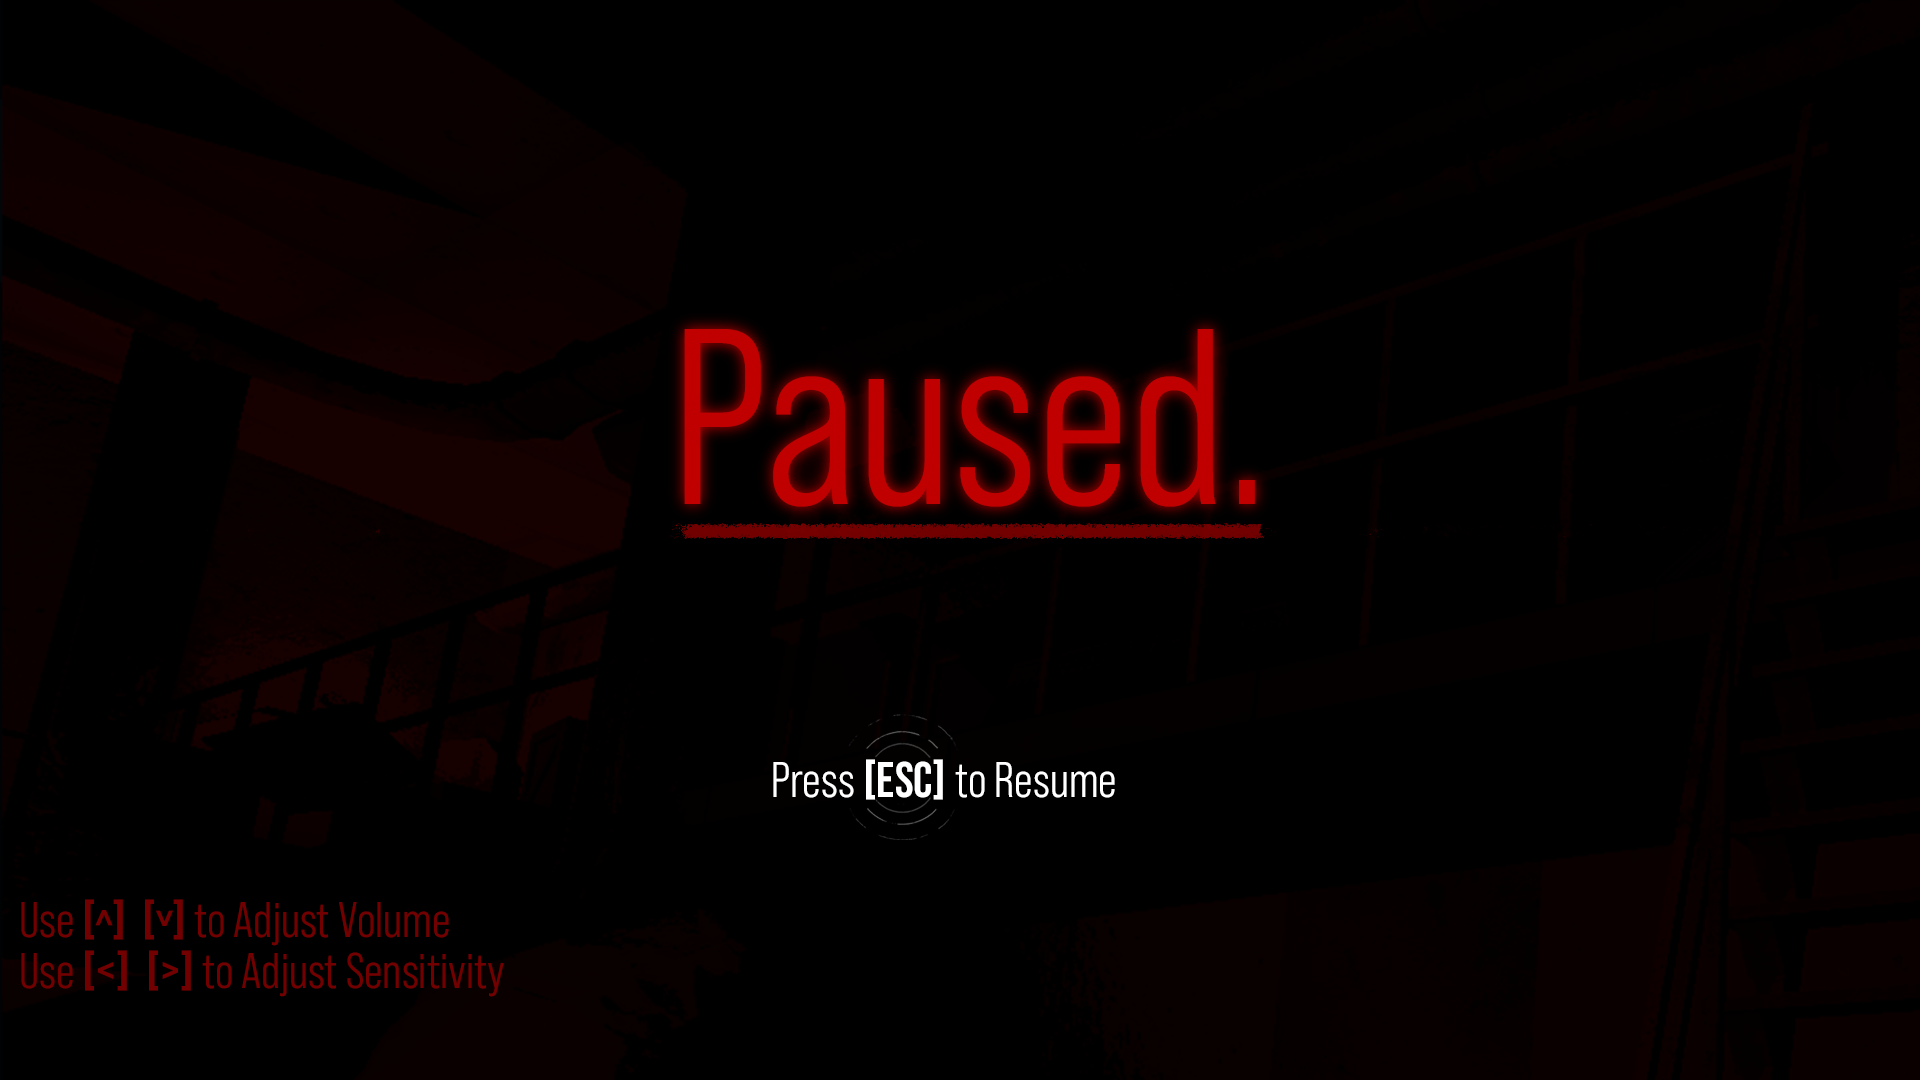 Paused.
Press [ESC] to Resume
Use [^] [v] to Adjust Volume
Use [<] [>] to Adjust Sensitivity